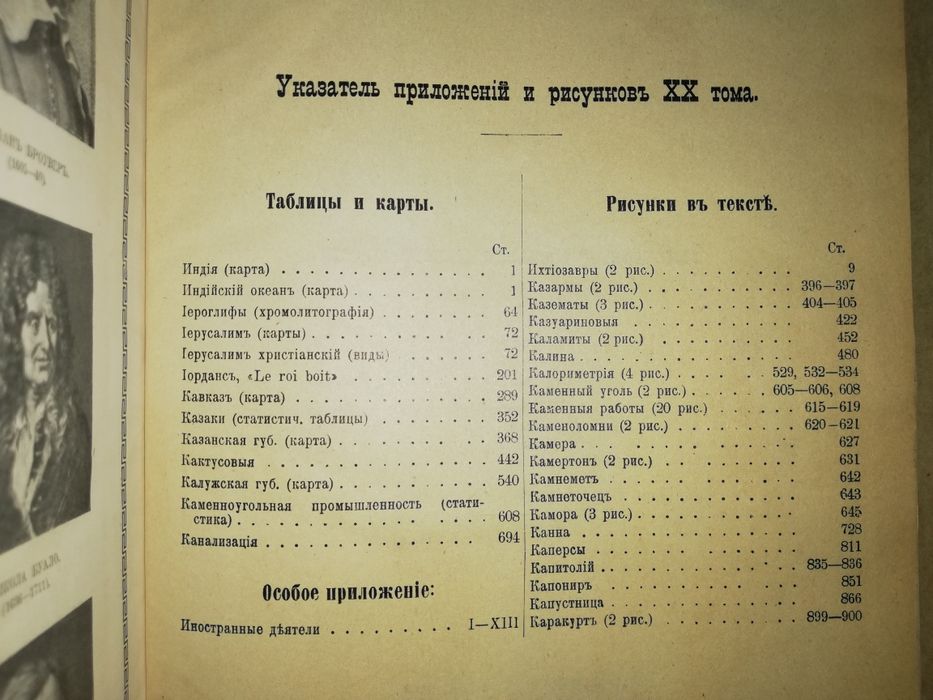 АНЪ БРОУВЕРЪ.
Указатель приложеній и рисунковъ XX тома.
Таблицы и карты.
Ст.
Индія (карта) . . . . . . . . . . . . . . . 1
Индійскій океанъ (карта) . . . . . . . . . 1
Іероглифы (хромолитографія) . . . . . . . 64
Іерусалимъ (карты) . . . . . . . . . . . . 72
Іерусалимъ христіанскій (виды) . . . . . . 72
Іордансъ, «Le roi boit» . . . . . . . . . . 201
Кавказъ (карта) . . . . . . . . . . . . . 289
Казаки (статистич. таблицы) . . . . . . . 352
Казанская губ. (карта) . . . . . . . . . . 368
Кактусовыя . . . . . . . . . . . . . . . 442
Калужская губ. (карта) . . . . . . . . . . 540
Каменноугольная промышленность (стати-
стика) . . . . . . . . . . . . . . . . 608
Канализація . . . . . . . . . . . . . . . 694
Особое приложеніе:
Иностранные дѣятели . . . . . . . . . I—XIII
Рисунки въ текстѣ.
Ст.
Ихтіозавры (2 рис.) . . . . . . . . . . 9
Казармы (2 рис.) . . . . . . . . . . 396—397
Казематы (3 рис.) . . . . . . . . . . 404—405
Казуариновыя . . . . . . . . . . . . 422
Каламиты (2 рис.) . . . . . . . . . . 452
Калина . . . . . . . . . . . . . . . 480
Калориметрія (4 рис.) . . . . . . 529, 532—534
Каменный уголь (2 рис.) . . . . . . 605—606, 608
Каменныя работы (20 рис.) . . . . . . 615—619
Каменоломни (2 рис.) . . . . . . . . . 620—621
Камера . . . . . . . . . . . . . . . 627
Камертонъ (2 рис.) . . . . . . . . . . 631
Камнеметъ . . . . . . . . . . . . . . 642
Камнеточецъ . . . . . . . . . . . . . 643
Камора (3 рис.) . . . . . . . . . . . . 645
Канна . . . . . . . . . . . . . . . . 728
Каперсы . . . . . . . . . . . . . . . 811
Капитолій . . . . . . . . . . . . . . 835—836
Капониръ . . . . . . . . . . . . . . 851
Капустница . . . . . . . . . . . . . . 866
Каракуртъ (2 рис.) . . . . . . . . . . 899—900